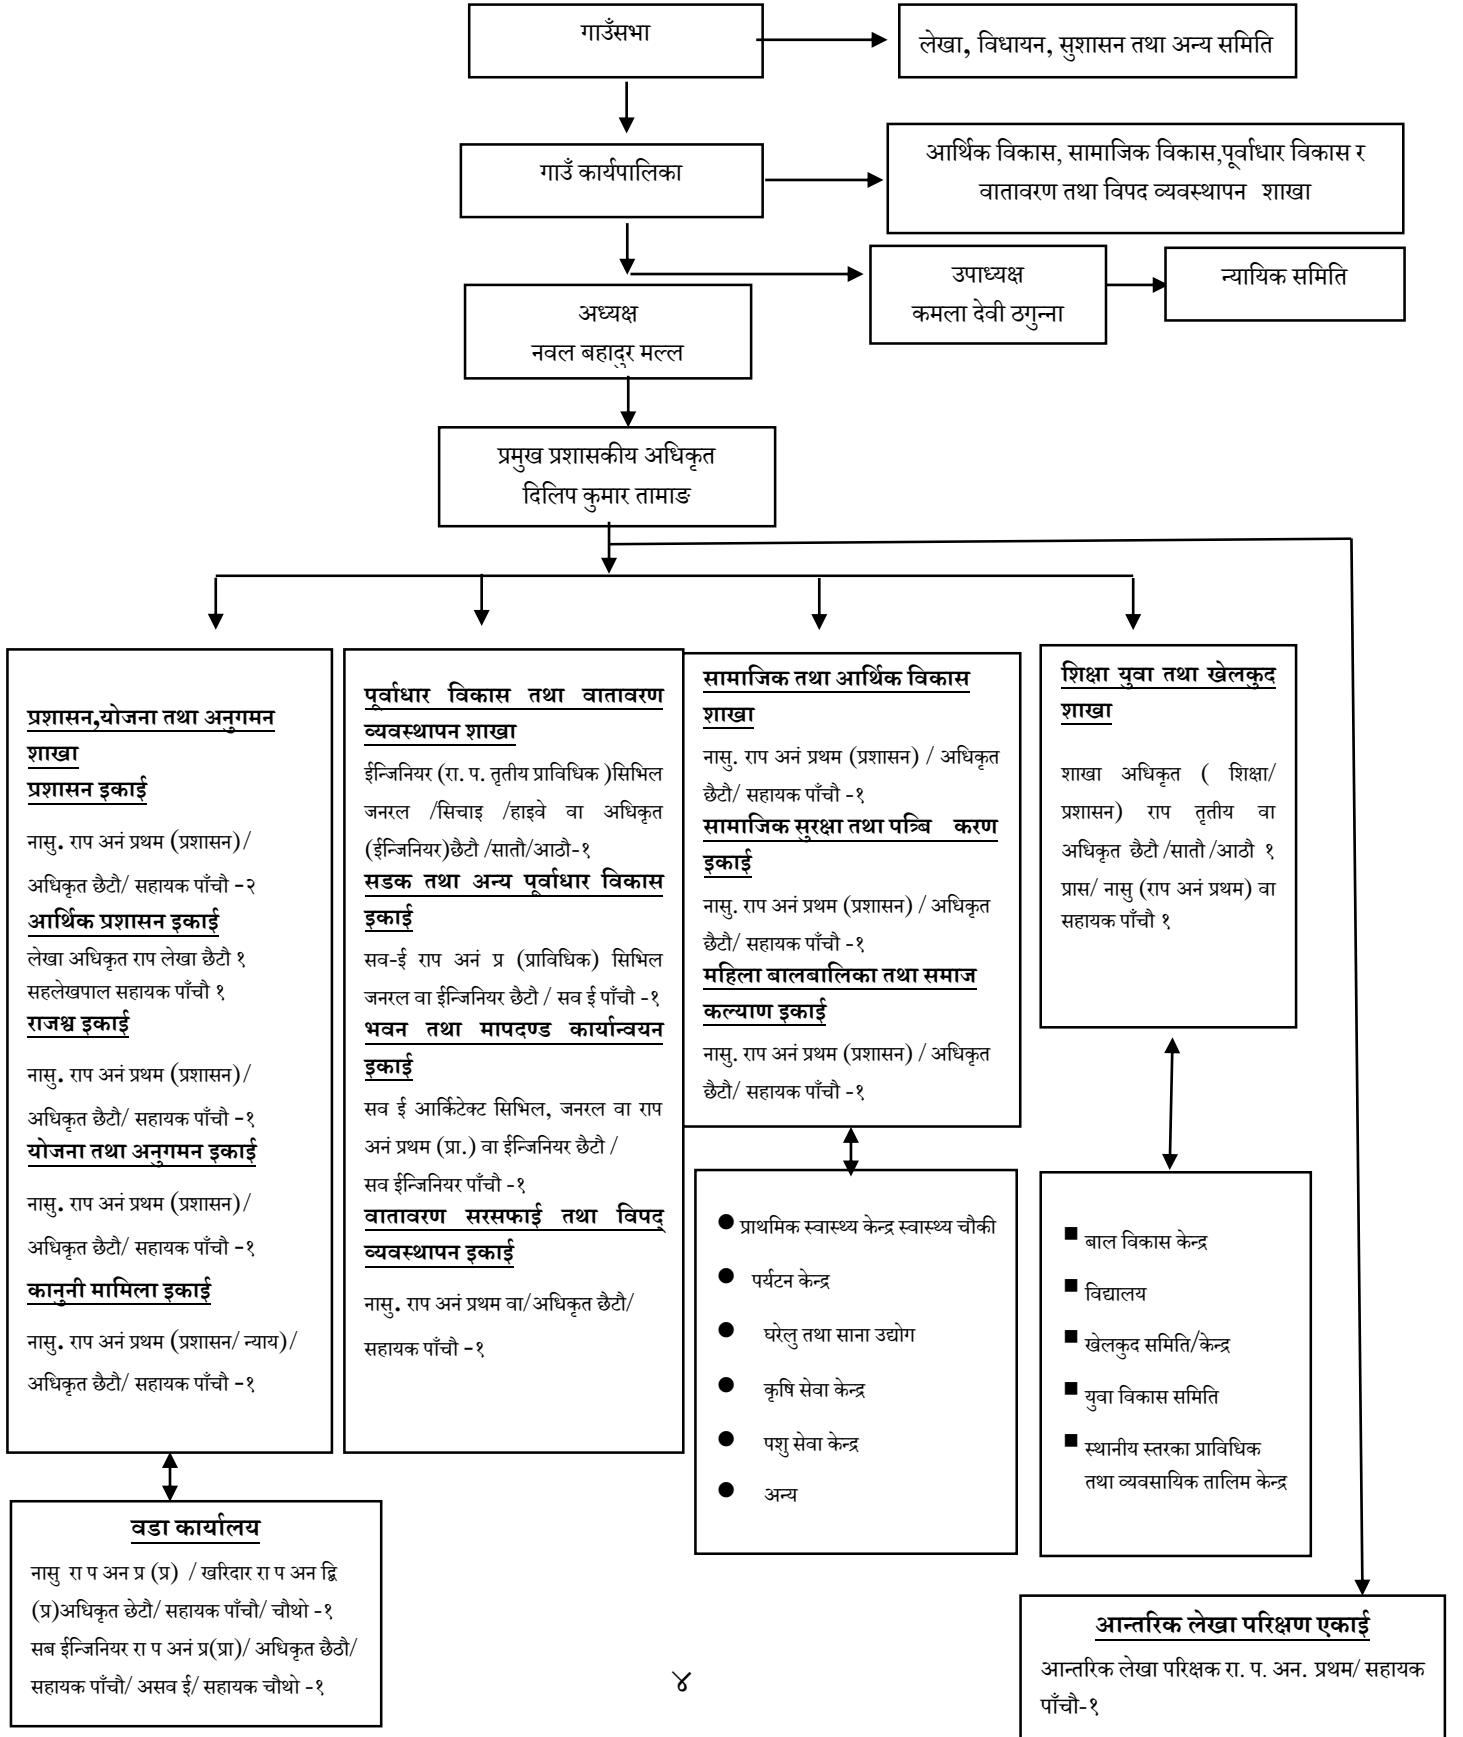 गाउँसभा
लेखा, विधायन, सुशासन तथा अन्य समिति
गाउँ कार्यपालिका
आर्थिक विकास, सामाजिक विकास,पूर्वाधार विकास र
वातावरण तथा विपद व्यवस्थापन शाखा
उपाध्यक्ष
कमला देवी ठगुन्ना
न्यायिक समिति
अध्यक्ष
नवल बहादुर मल्ल
प्रमुख प्रशासकीय अधिकृत
दिलिप कुमार तामाङ
प्रशासन,योजना तथा अनुगमन
शाखा
प्रशासन इकाई
नासु. राप अनं प्रथम (प्रशासन)/
अधिकृत छैटौ/ सहायक पाँचौ -२
आर्थिक प्रशासन इकाई
लेखा अधिकृत राप लेखा छैटौ १
सहलेखपाल सहायक पाँचौ १
राजश्व इकाई
नासु. राप अनं प्रथम (प्रशासन)/
अधिकृत छैटौ/ सहायक पाँचौ -१
योजना तथा अनुगमन इकाई
नासु. राप अनं प्रथम (प्रशासन)/
अधिकृत छैटौ/ सहायक पाँचौ -१
कानुनी मामिला इकाई
नासु. राप अनं प्रथम (प्रशासन/ न्याय)/
अधिकृत छैटौ/ सहायक पाँचौ -१
पूर्वाधार विकास तथा वातावरण
व्यवस्थापन शाखा
ईन्जिनियर (रा. प. तृतीय प्राविधिक )सिभिल
जनरल /सिचाइ /हाइवे वा अधिकृत
(ईन्जिनियर)छैटौ /सातौ/आठौ-१
सडक तथा अन्य पूर्वाधार विकास
इकाई
सव-ई राप अनं प्र (प्राविधिक) सिभिल
जनरल वा ईन्जिनियर छैटौ / सव ई पाँचौ -१
भवन तथा मापदण्ड कार्यान्वयन
इकाई
सव ई आर्किटेक्ट सिभिल, जनरल वा राप
अनं प्रथम (प्रा.) वा ईन्जिनियर छैटौ /
सव ईन्जिनियर पाँचौ -१
वातावरण सरसफाई तथा विपद्
व्यवस्थापन इकाई
नासु. राप अनं प्रथम वा/अधिकृत छैटौ/
सहायक पाँचौ -१
सामाजिक तथा आर्थिक विकास
शाखा
नासु. राप अनं प्रथम (प्रशासन) / अधिकृत
छैटौ/ सहायक पाँचौ -१
सामाजिक सुरक्षा तथा पञ्बि करण
इकाई
नासु. राप अनं प्रथम (प्रशासन) / अधिकृत
छैटौ/ सहायक पाँचौ -१
महिला बालबालिका तथा समाज
कल्याण इकाई
नासु. राप अनं प्रथम (प्रशासन) / अधिकृत
छैटौ/ सहायक पाँचौ -१
शिक्षा युवा तथा खेलकुद
शाखा
शाखा अधिकृत ( शिक्षा/
प्रशासन) राप तृतीय वा
अधिकृत छैटौ /सातौ /आठौ १
प्रास/ नासु (राप अनं प्रथम) वा
सहायक पाँचौ १
● प्राथमिक स्वास्थ्य केन्द्र स्वास्थ्य चौकी
● पर्यटन केन्द्र
● घरेलु तथा साना उद्योग
● कृषि सेवा केन्द्र
● पशु सेवा केन्द्र
● अन्य
■ बाल विकास केन्द्र
■ विद्यालय
■ खेलकुद समिति/केन्द्र
■ युवा विकास समिति
■ स्थानीय स्तरका प्राविधिक
तथा व्यवसायिक तालिम केन्द्र
वडा कार्यालय
नासु रा प अन प्र (प्र) / खरिदार रा प अन द्वि
(प्र)अधिकृत छेटौ/ सहायक पाँचौ/ चौथो -१
सब ईन्जिनियर रा प अनं प्र(प्रा)/ अधिकृत छैठौ/
सहायक पाँचौ/ असव ई/ सहायक चौथो -१
आन्तरिक लेखा परिक्षण एकाई
आन्तरिक लेखा परिक्षक रा. प. अन. प्रथम/ सहायक
पाँचौ-१
४